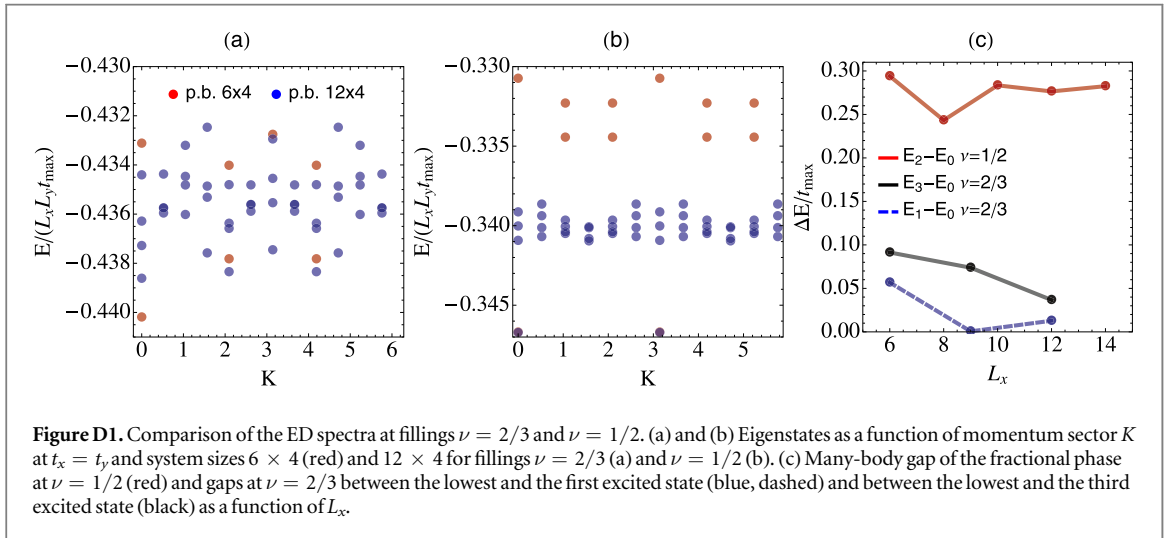 (a)
(b)
(c)
E/(LxLytmax)
−0.430
−0.432
−0.434
−0.436
−0.438
−0.440
p.b. 6x4
p.b. 12x4
0 1 2 3 4 5 6
K
E/(LxLytmax)
−0.330
−0.335
−0.340
−0.345
0 1 2 3 4 5
K
ΔE/tmax
0.30
0.25
0.20
0.15
0.10
0.05
0.00
E2−E0 ν=1/2
E3−E0 ν=2/3
E1−E0 ν=2/3
6 8 10 12 14
Lx
Figure D1. Comparison of the ED spectra at fillings ν = 2/3 and ν = 1/2. (a) and (b) Eigenstates as a function of momentum sector K
at tx = ty and system sizes 6 × 4 (red) and 12 × 4 for fillings ν = 2/3 (a) and ν = 1/2 (b). (c) Many-body gap of the fractional phase
at ν = 1/2 (red) and gaps at ν = 2/3 between the lowest and the first excited state (blue, dashed) and between the lowest and the third
excited state (black) as a function of Lx.